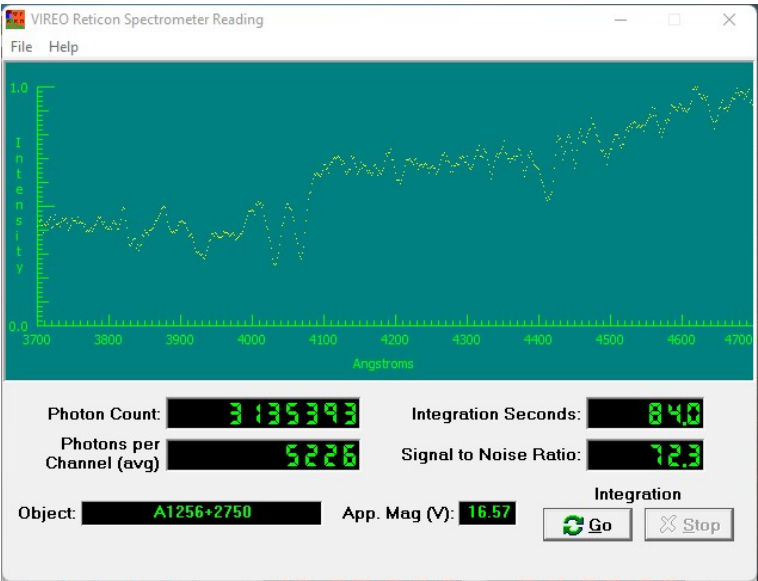 VIREO Reticon Spectrometer Reading
File Help
1.0
Intensity
0.0
3700 3800 3900 4000 4100 4200 4300 4400 4500 4600 4700
Angstroms
Photon Count: 3135393 Integration Seconds: 84.0
Photons per Channel (avg) 5226 Signal to Noise Ratio: 72.3
Integration
Object: A1256+2750 App. Mag (V): 16.57 Go Stop